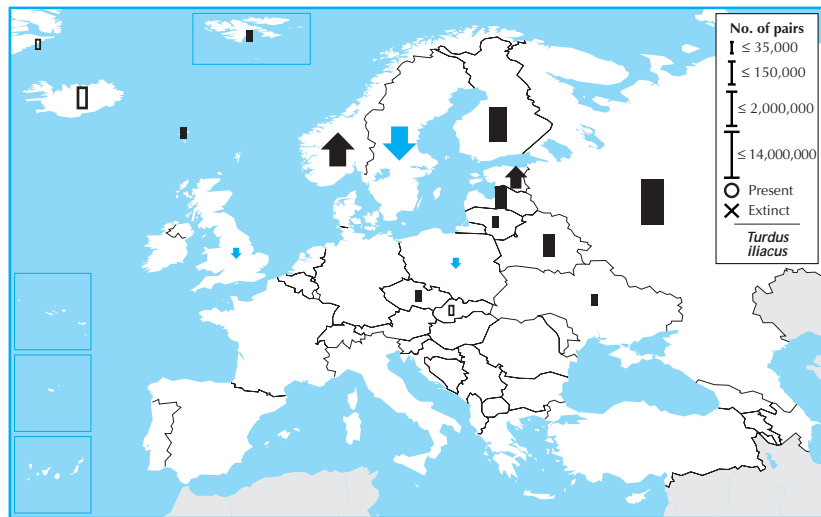 No. of pairs
≤ 35,000
≤ 150,000
≤ 2,000,000
≤ 14,000,000
Present
Extinct
Turdus
iliacus